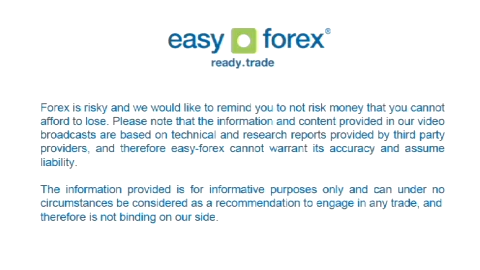 easy forex®
ready.trade
Forex is risky and we would like to remind you to not risk money that you cannot
afford to lose. Please note that the information and content provided in our video
broadcasts are based on technical and research reports provided by third party
providers, and therefore easy-forex cannot warrant its accuracy and assume
liability.
The information provided is for informative purposes only and can under no
circumstances be considered as a recommendation to engage in any trade, and
therefore is not binding on our side.